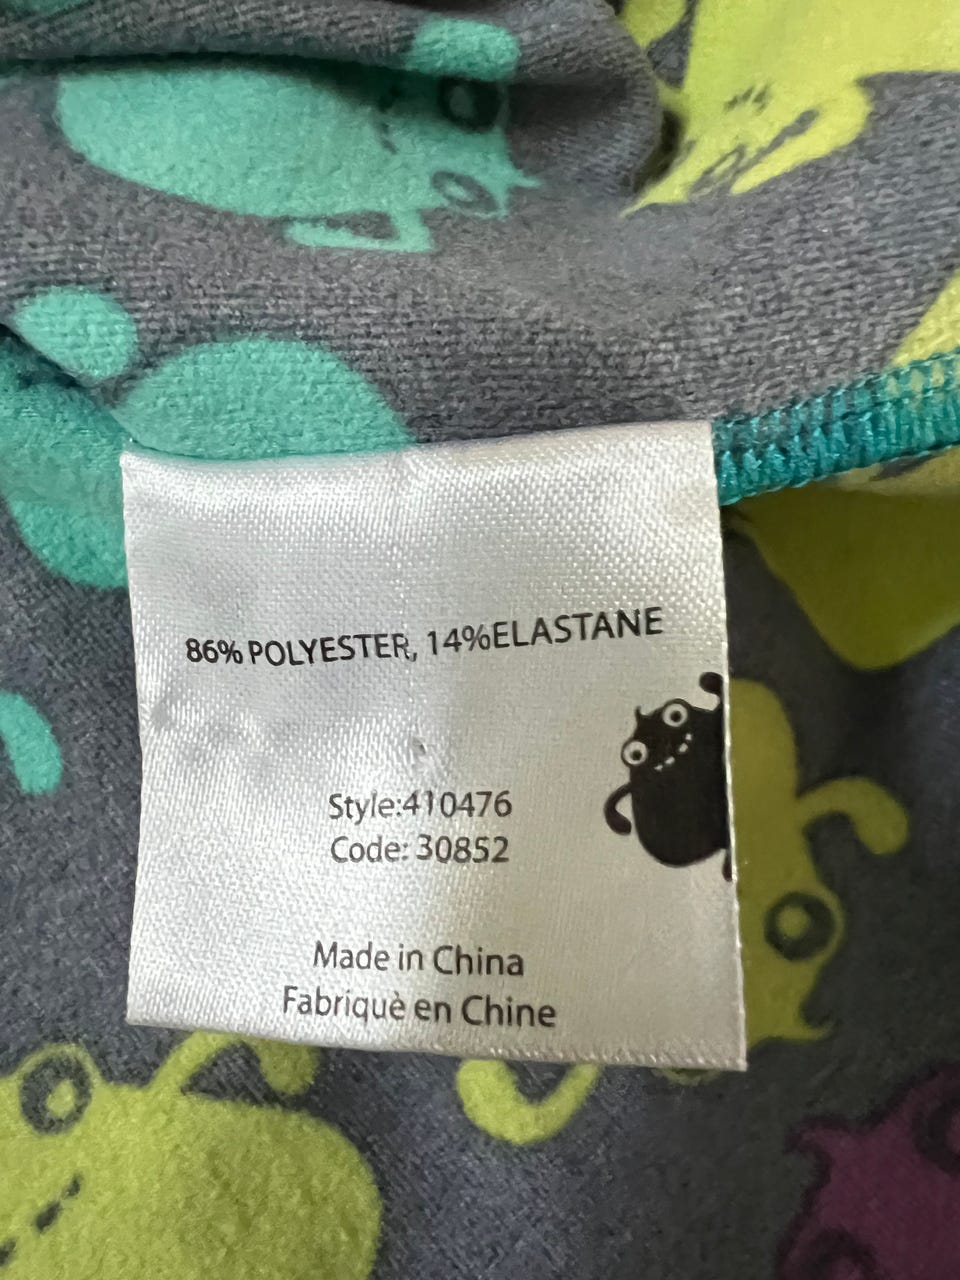 86% POLYESTER, 14%ELASTANE
Style:410476
Code: 30852
Made in China
Fabriquè en Chine